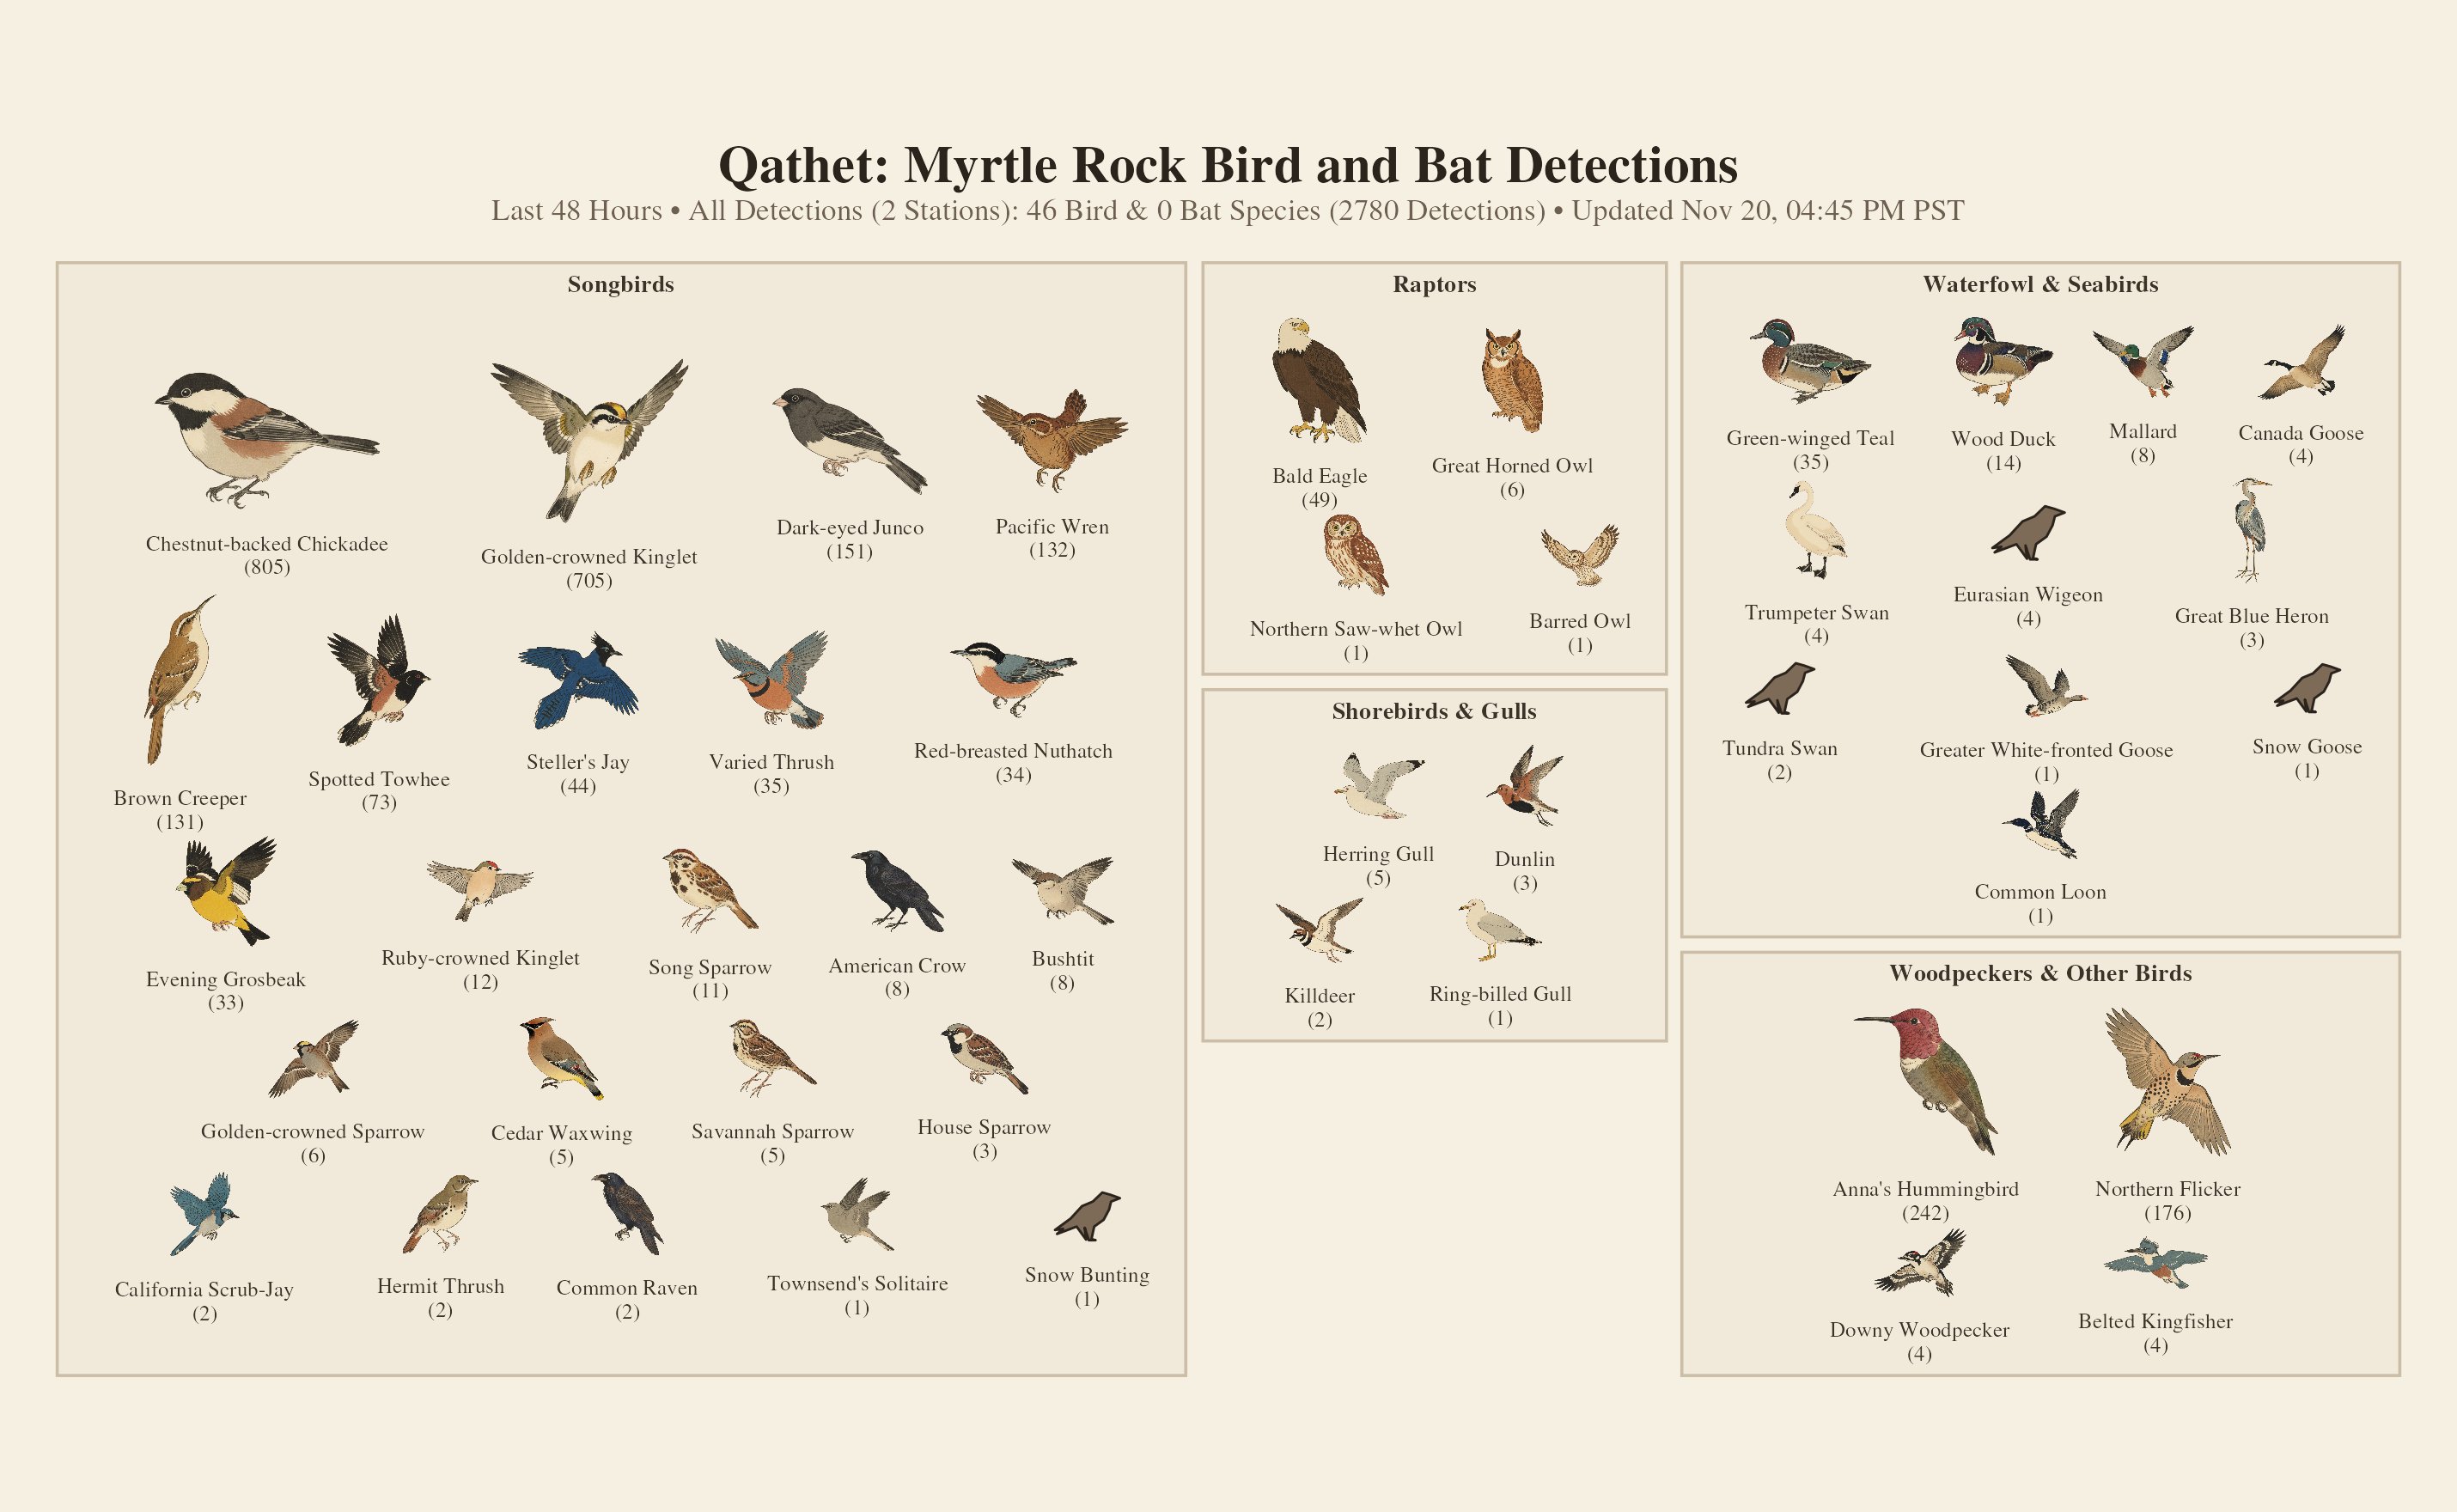 Qathet: Myrtle Rock Bird and Bat Detections
Last 48 Hours • All Detections (2 Stations): 46 Bird & 0 Bat Species (2780 Detections) • Updated Nov 20, 04:45 PM PST
Songbirds
Chestnut-backed Chickadee
(805)
Golden-crowned Kinglet
(705)
Dark-eyed Junco
(151)
Pacific Wren
(132)
Brown Creeper
(131)
Spotted Towhee
(73)
Steller's Jay
(44)
Varied Thrush
(35)
Red-breasted Nuthatch
(34)
Evening Grosbeak
(33)
Ruby-crowned Kinglet
(12)
Song Sparrow
(11)
American Crow
(8)
Bushtit
(8)
Golden-crowned Sparrow
(6)
Cedar Waxwing
(5)
Savannah Sparrow
(5)
House Sparrow
(3)
California Scrub-Jay
(2)
Hermit Thrush
(2)
Common Raven
(2)
Townsend's Solitaire
(1)
Snow Bunting
(1)
Raptors
Bald Eagle
(49)
Great Horned Owl
(6)
Northern Saw-whet Owl
(1)
Barred Owl
(1)
Shorebirds & Gulls
Herring Gull
(5)
Dunlin
(3)
Killdeer
(2)
Ring-billed Gull
(1)
Waterfowl & Seabirds
Green-winged Teal
(35)
Wood Duck
(14)
Mallard
(8)
Canada Goose
(4)
Trumpeter Swan
(4)
Eurasian Wigeon
(4)
Great Blue Heron
(3)
Tundra Swan
(2)
Greater White-fronted Goose
(1)
Snow Goose
(1)
Common Loon
(1)
Woodpeckers & Other Birds
Anna's Hummingbird
(242)
Northern Flicker
(176)
Downy Woodpecker
(4)
Belted Kingfisher
(4)